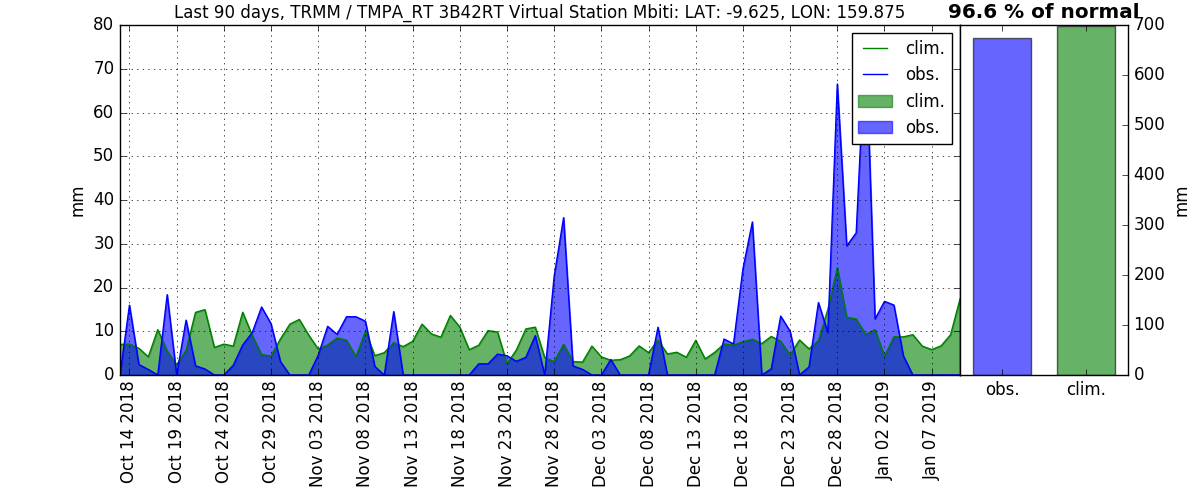 Last 90 days, TRMM / TMPA_RT 3B42RT Virtual Station Mbiti: LAT: -9.625, LON: 159.875
96.6 % of normal
80
70
60
50
40
30
20
10
0
mm
clim.
obs.
clim.
obs.
700
600
500
400
300
200
100
0
mm
Oct 14 2018
Oct 19 2018
Oct 24 2018
Oct 29 2018
Nov 03 2018
Nov 08 2018
Nov 13 2018
Nov 18 2018
Nov 23 2018
Nov 28 2018
Dec 03 2018
Dec 08 2018
Dec 13 2018
Dec 18 2018
Dec 23 2018
Dec 28 2018
Jan 02 2019
Jan 07 2019
obs.
clim.